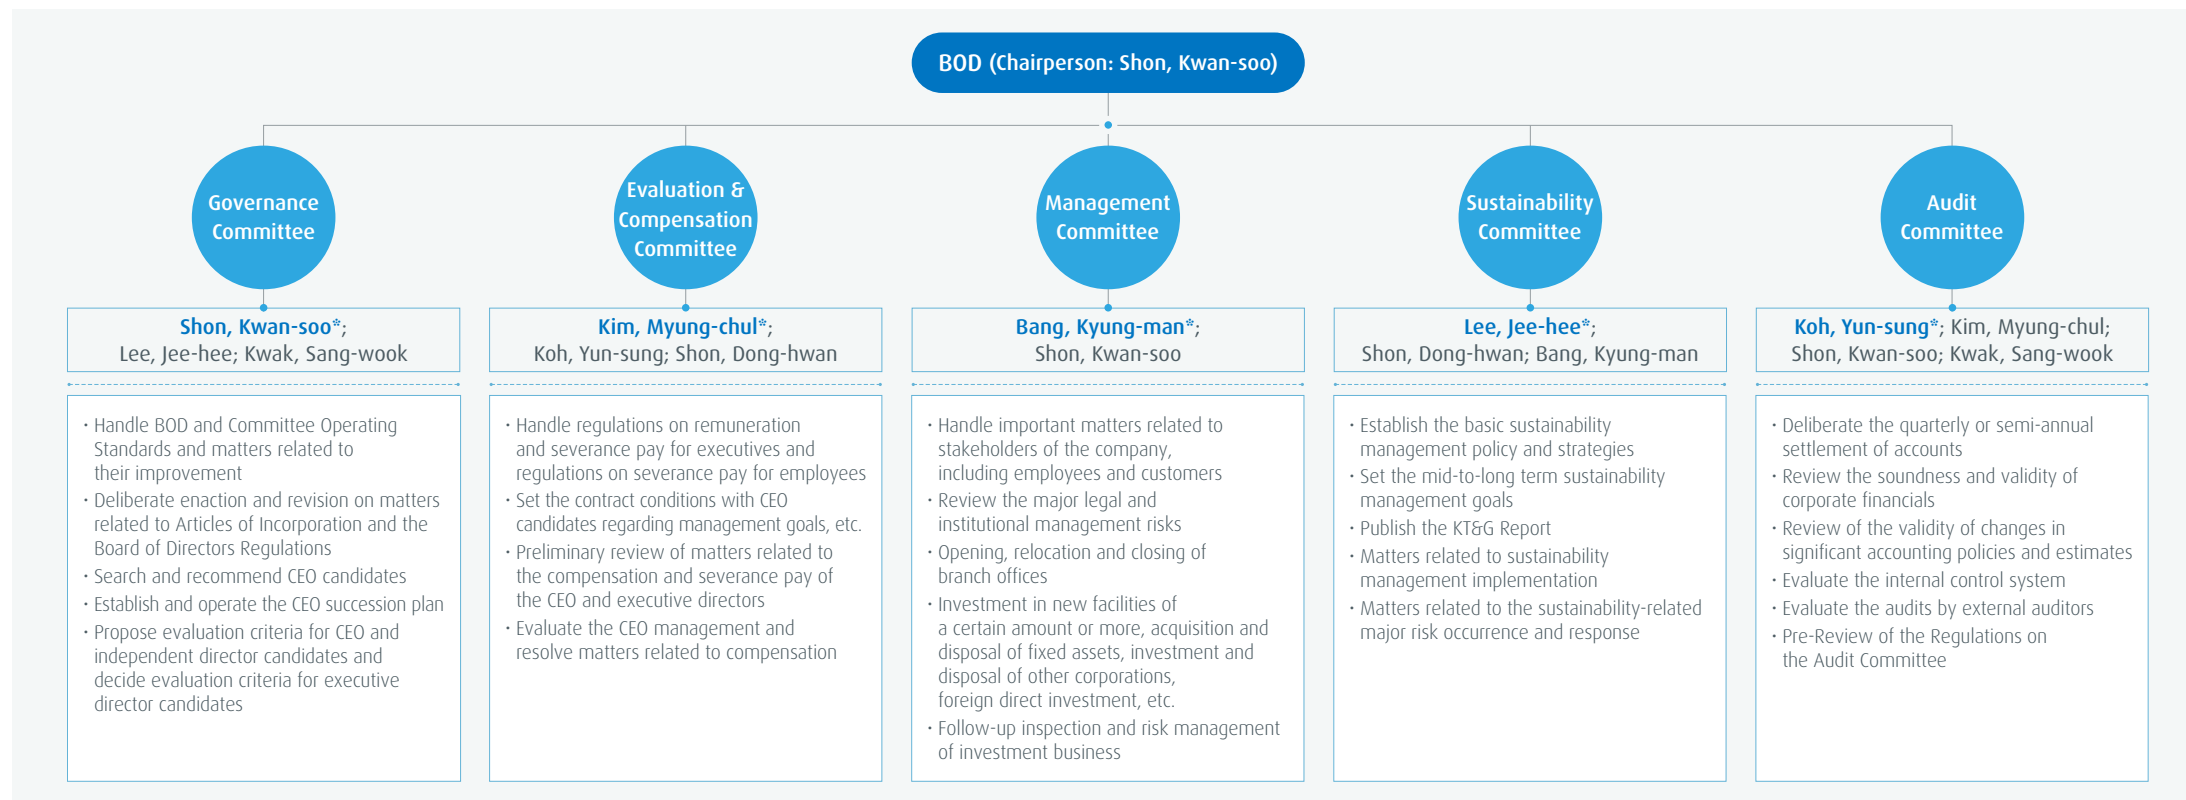 BOD (Chairperson: Shon, Kwan-soo)
Governance
Committee
Shon, Kwan-soo*;
Lee, Jee-hee; Kwak, Sang-wook
· Handle BOD and Committee Operating
Standards and matters related to
their improvement
· Deliberate enaction and revision on matters
related to Articles of Incorporation and the
Board of Directors Regulations
· Search and recommend CEO candidates
· Establish and operate the CEO succession plan
· Propose evaluation criteria for CEO and
independent director candidates and
decide evaluation criteria for executive
director candidates
Evaluation &
Compensation
Committee
Kim, Myung-chul*;
Koh, Yun-sung; Shon, Dong-hwan
· Handle regulations on remuneration
and severance pay for executives and
regulations on severance pay for employees
· Set the contract conditions with CEO
candidates regarding management goals, etc.
· Preliminary review of matters related to
the compensation and severance pay of
the CEO and executive directors
· Evaluate the CEO management and
resolve matters related to compensation
Management
Committee
Bang, Kyung-man*;
Shon, Kwan-soo
· Handle important matters related to
stakeholders of the company,
including employees and customers
· Review the major legal and
institutional management risks
· Opening, relocation and closing of
branch offices
· Investment in new facilities of
a certain amount or more, acquisition and
disposal of fixed assets, investment and
disposal of other corporations,
foreign direct investment, etc.
· Follow-up inspection and risk management
of investment business
Sustainability
Committee
Lee, Jee-hee*;
Shon, Dong-hwan; Bang, Kyung-man
· Establish the basic sustainability
management policy and strategies
· Set the mid-to-long term sustainability
management goals
· Publish the KT&G Report
· Matters related to sustainability
management implementation
· Matters related to the sustainability-related
major risk occurrence and response
Audit
Committee
Koh, Yun-sung*; Kim, Myung-chul;
Shon, Kwan-soo; Kwak, Sang-wook
· Deliberate the quarterly or semi-annual
settlement of accounts
· Review the soundness and validity of
corporate financials
· Review of the validity of changes in
significant accounting policies and estimates
· Evaluate the internal control system
· Evaluate the audits by external auditors
· Pre-Review of the Regulations on
the Audit Committee